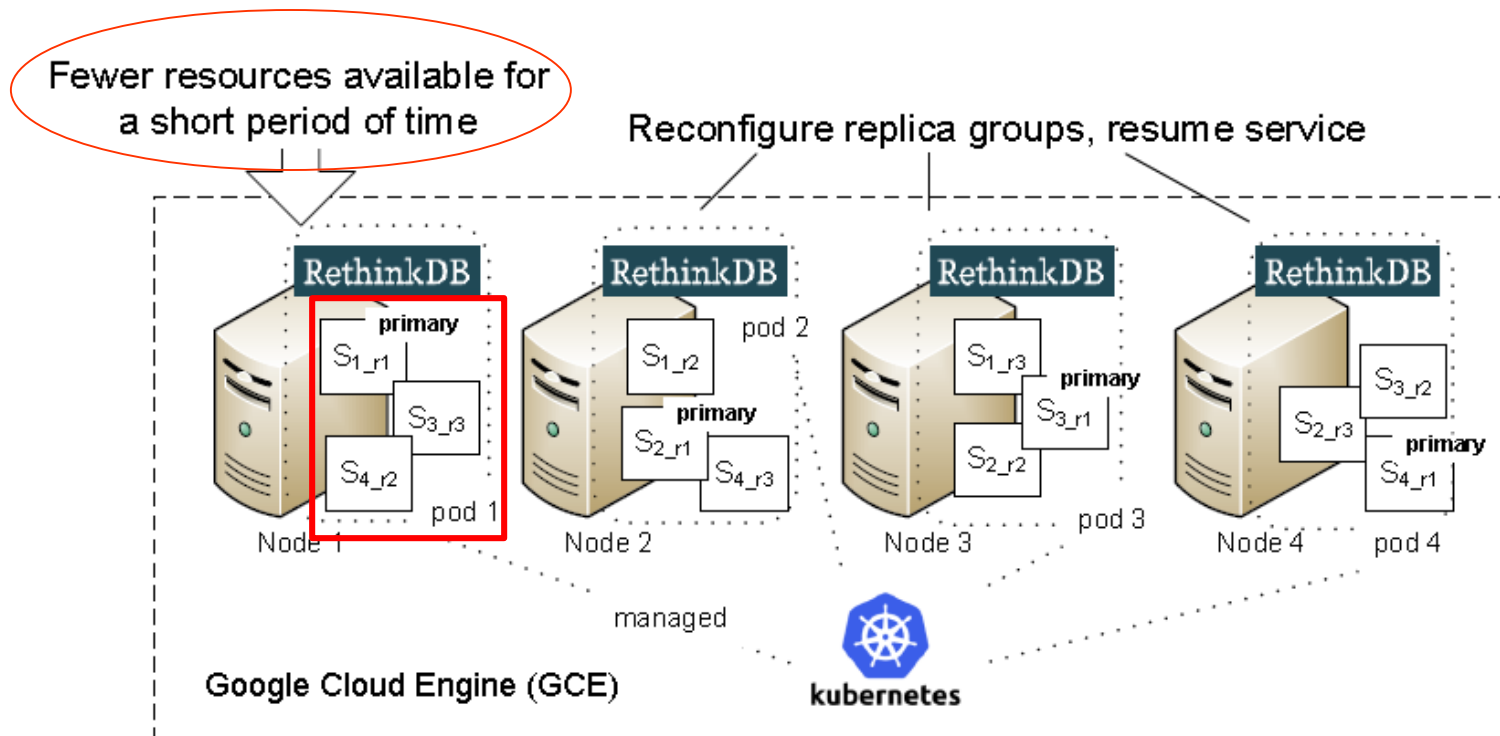 Fewer resources available for
a short period of time
Reconfigure replica groups, resume service
RethinkDB
RethinkDB
RethinkDB
RethinkDB
primary
S1_r1
S3_r3
S4_r2
pod 1
Node 1
pod 2
S1_r2
primary
S2_r1
S4_r3
Node 2
S1_r3
primary
S3_r1
S2_r2
pod 3
Node 3
S3_r2
S2_r3
primary
S4_r1
Node 4
pod 4
managed
kubernetes
Google Cloud Engine (GCE)